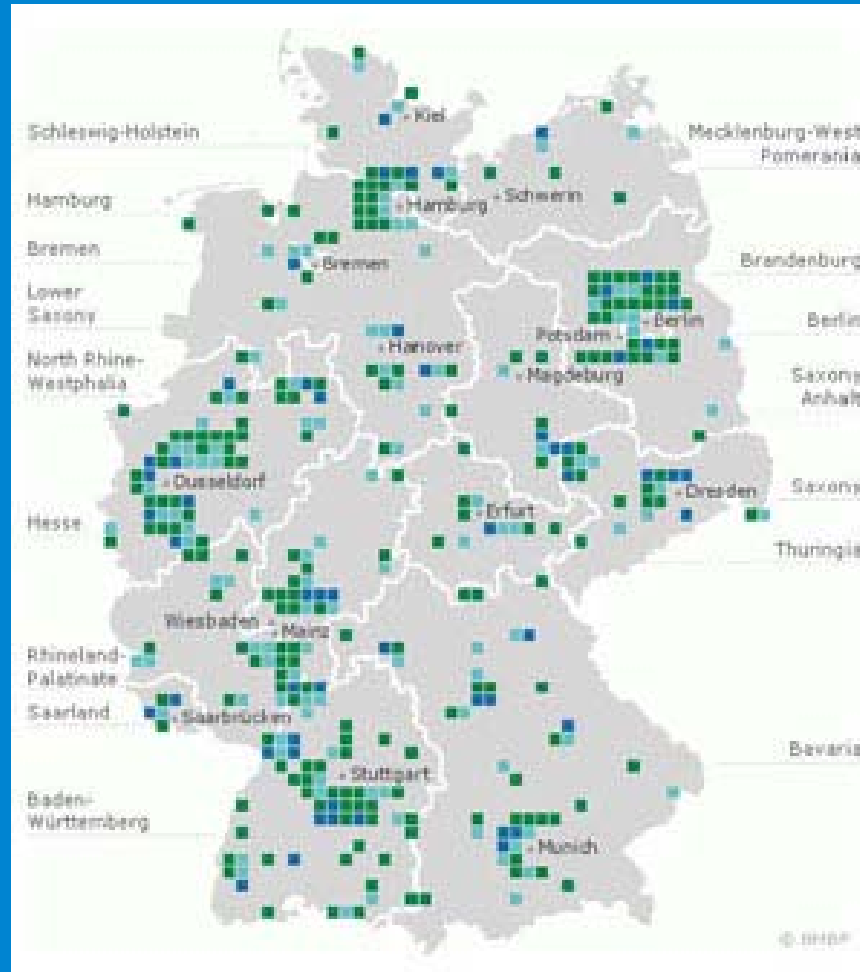 Kiel
Schleswig-Holstein
Mecklenburg-West
Pomerania
Hamburg
Hamburg
Schwerin
Bremen
Bremen
Brandenburg
Lower
Saxony
Berlin
Berlin
Potsdam
Hanover
North Rhine-
Westphalia
Magdeburg
Saxony
Anhalt
Dusseldorf
Dresden
Saxony
Erfurt
Hesse
Thuringia
Wiesbaden
Mainz
Rhineland-
Palatinate
Saarland
Saarbrücken
Bavaria
Stuttgart
Baden-
Württemberg
Munich
© BMBF